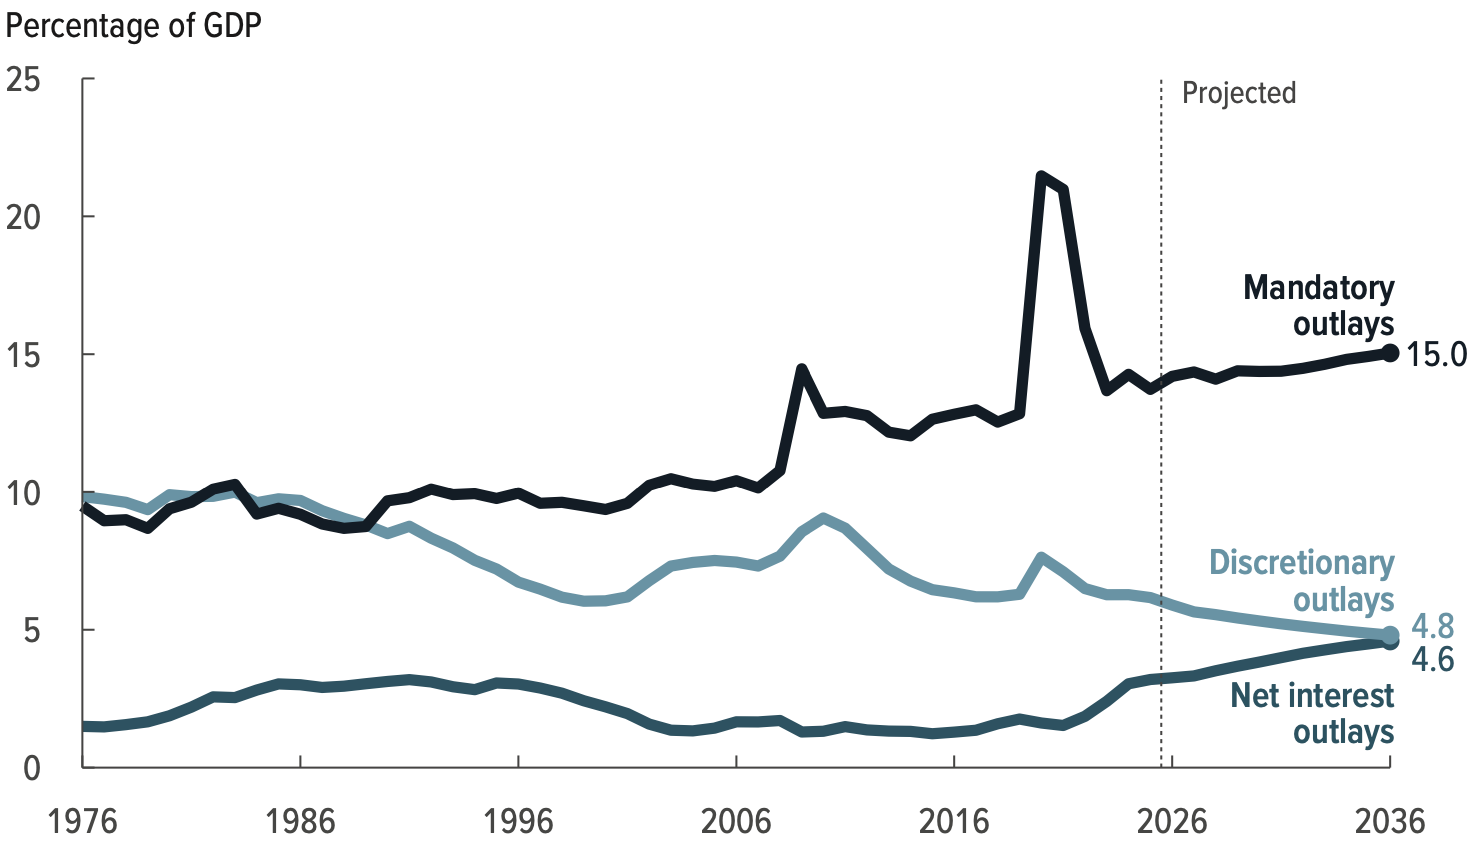 Percentage of GDP
25
Projected
20
Mandatory
outlays
15
15.0
10
Discretionary
outlays
5
4.8
4.6
Net interest
outlays
0
1976 1986 1996 2006 2016 2026 2036